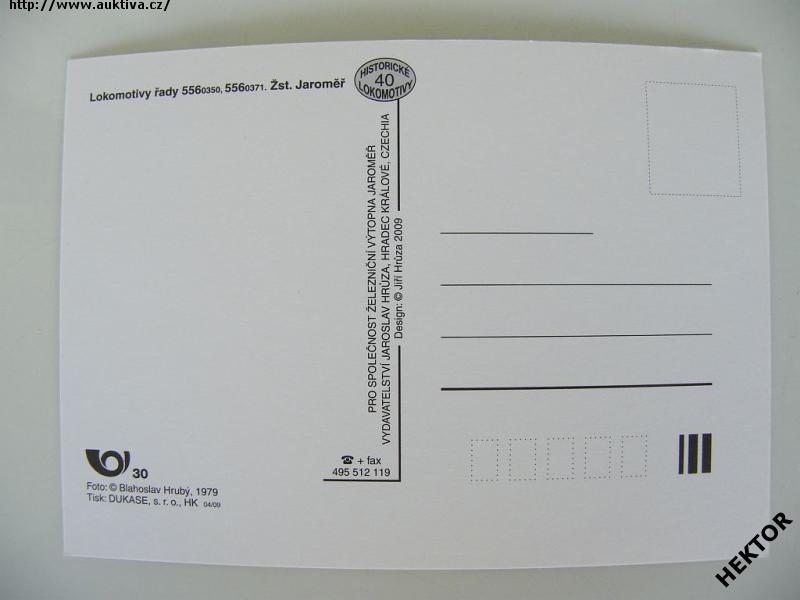 http://www.auktiva.cz/
Lokomotivy řady 5560350, 5560371. Žst. Jaroměř
HISTORICKÉ
40
LOKOMOTIVY
PRO SPOLEČNOST ŽELEZNIČNÍ VÝTOPNA JAROMĚŘ
VYDAVATELSTVÍ JAROSLAV HRŮZA, HRADEC KRÁLOVÉ, CZECHIA
Design: © Jiří Hrůza 2009
☎ + fax
495 512 119
30
Foto: © Blahoslav Hrubý, 1979
Tisk: DUKASE, s. r. o., HK 04/09
HEKTOR